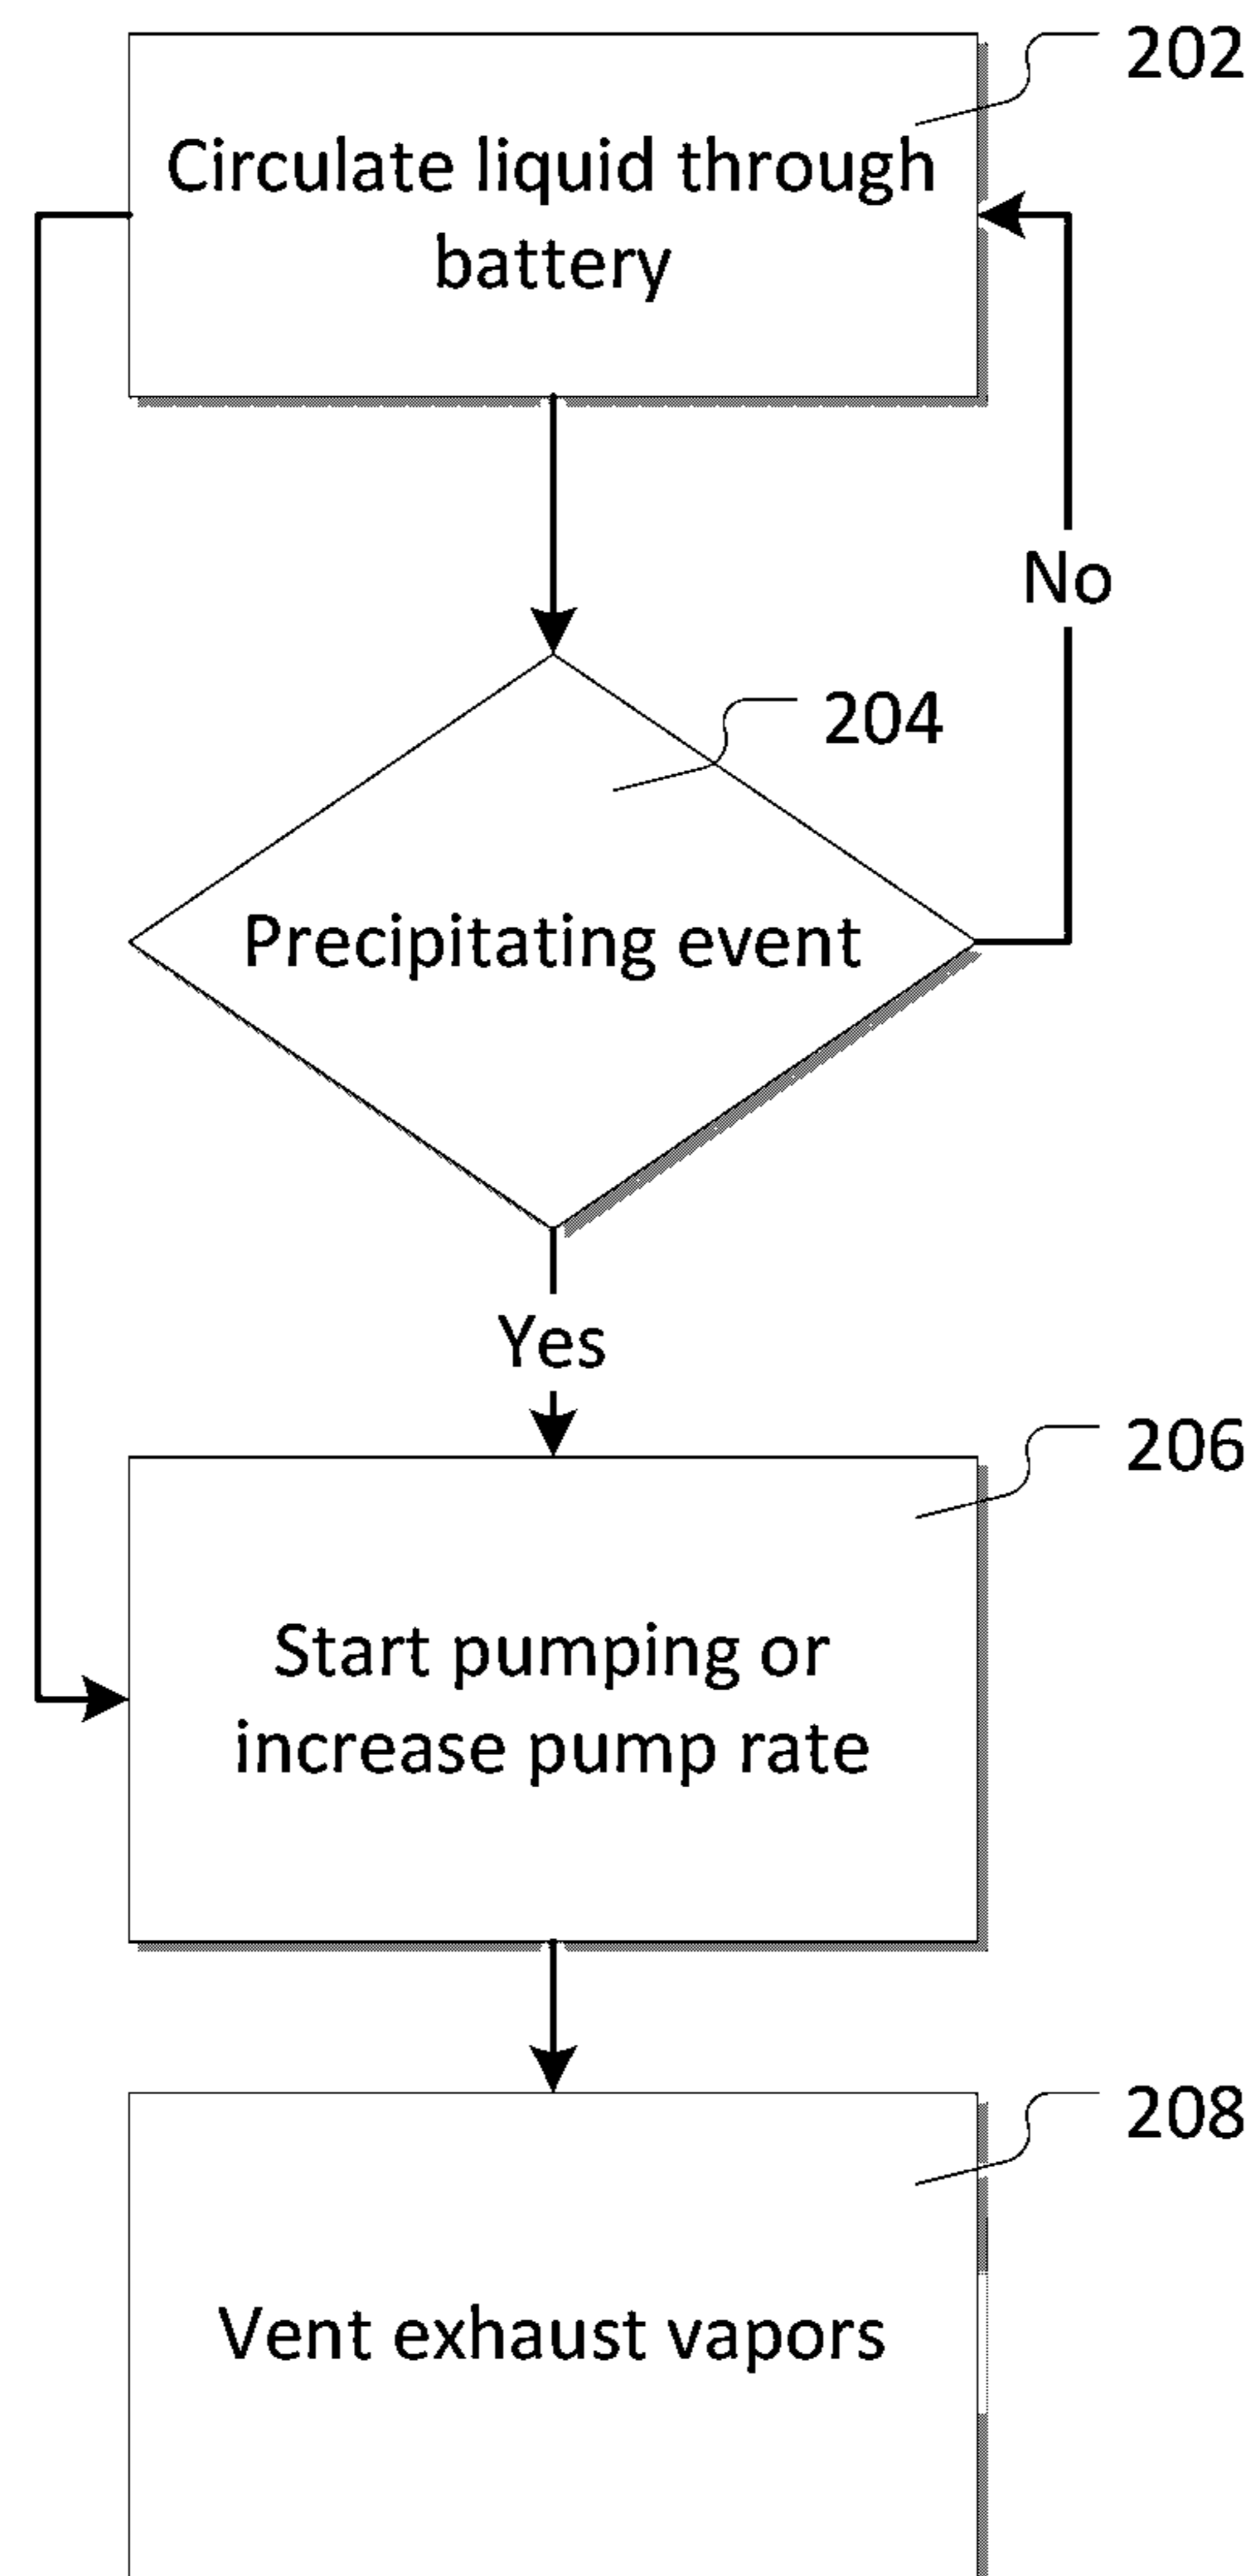 202
Circulate liquid through
battery
No
204
Precipitating event
Yes
206
Start pumping or
increase pump rate
208
Vent exhaust vapors